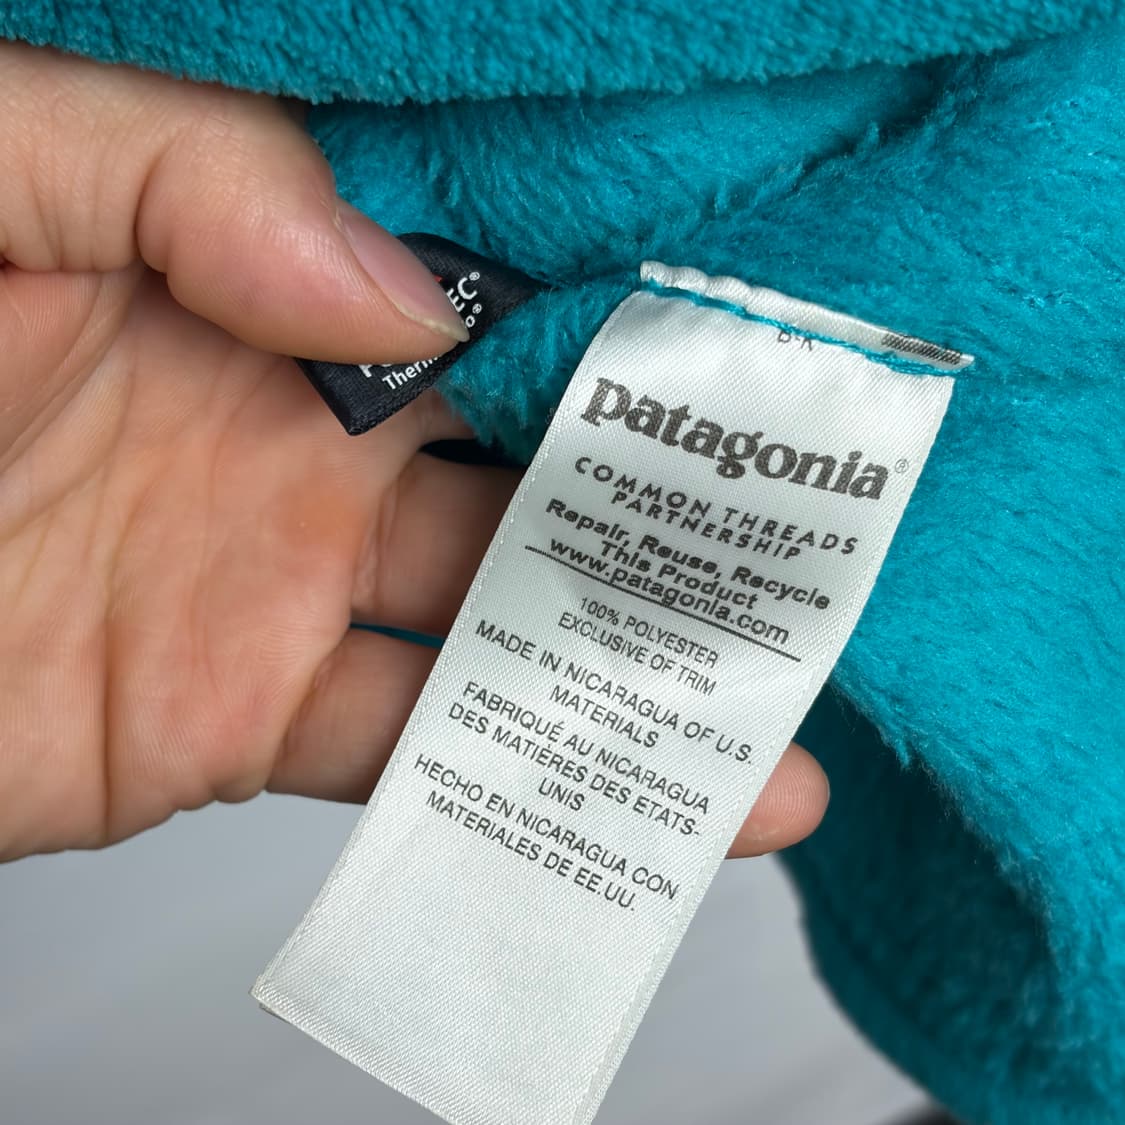 EC®
o®
Therm
B-K
patagonia®
COMMON THREADS
PARTNERSHIP
Repair, Reuse, Recycle
This Product
www.patagonia.com
100% POLYESTER
EXCLUSIVE OF TRIM
MADE IN NICARAGUA OF U.S.
MATERIALS
FABRIQUÉ AU NICARAGUA
DES MATIÈRES DES ETATS-
UNIS
HECHO EN NICARAGUA CON
MATERIALES DE EE.UU.